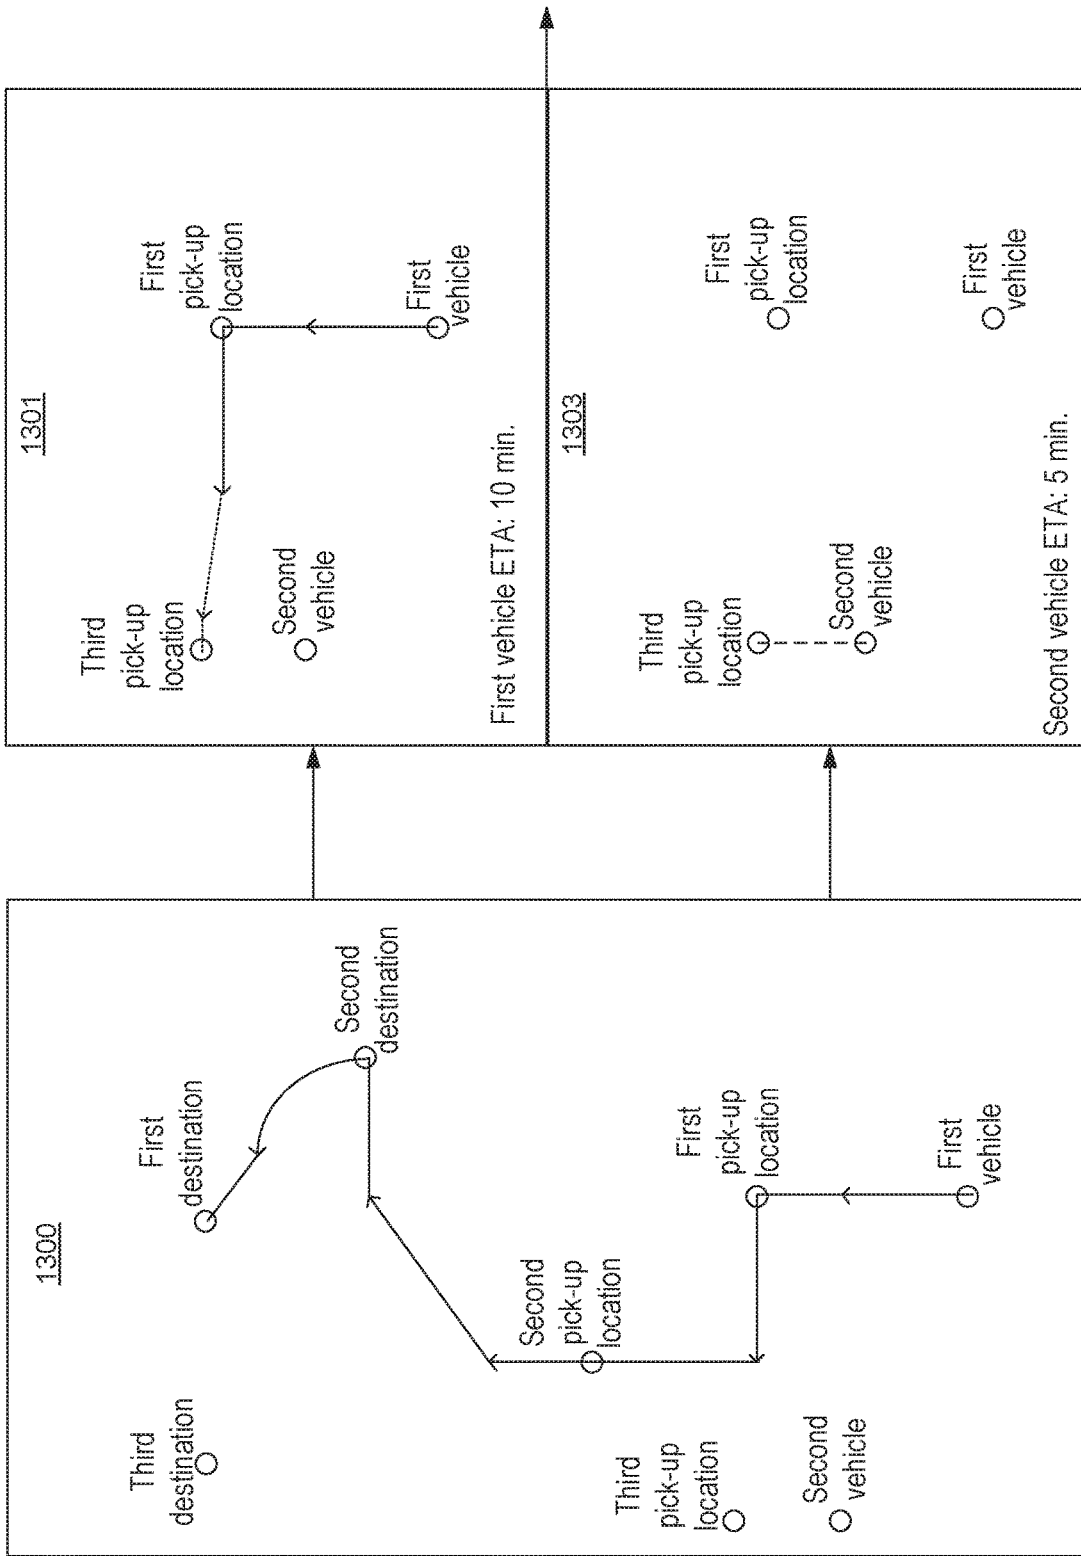 1300
Third
destination
First
destination
Second
destination
Second
pick-up
location
Third
pick-up
location
First
pick-up
location
Second
vehicle
First
vehicle
1301
Third
pick-up
location
First
pick-up
location
Second
vehicle
First
vehicle
First vehicle ETA: 10 min.
1303
Third
pick-up
location
First
pick-up
location
Second
vehicle
First
vehicle
Second vehicle ETA: 5 min.